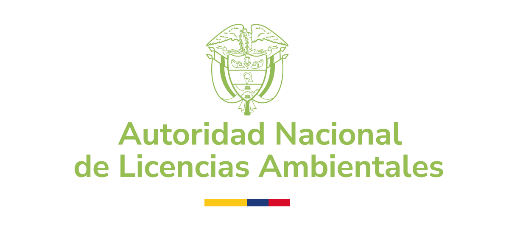 Autoridad Nacional
de Licencias Ambientales